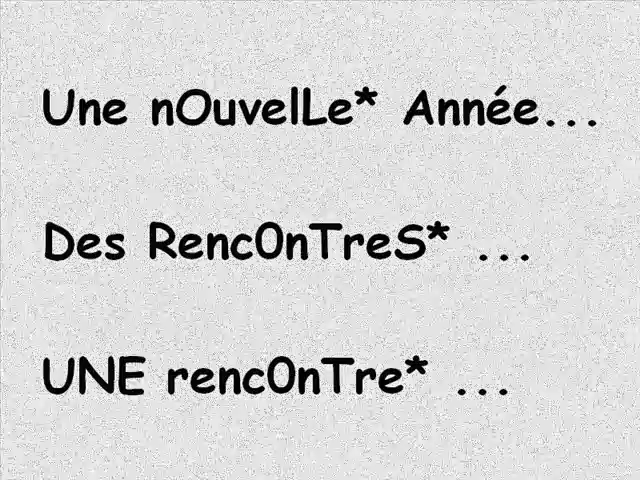 Une nOuvelLe* Année...
Des Renc0nTreS* ...
UNE renc0nTre* ...